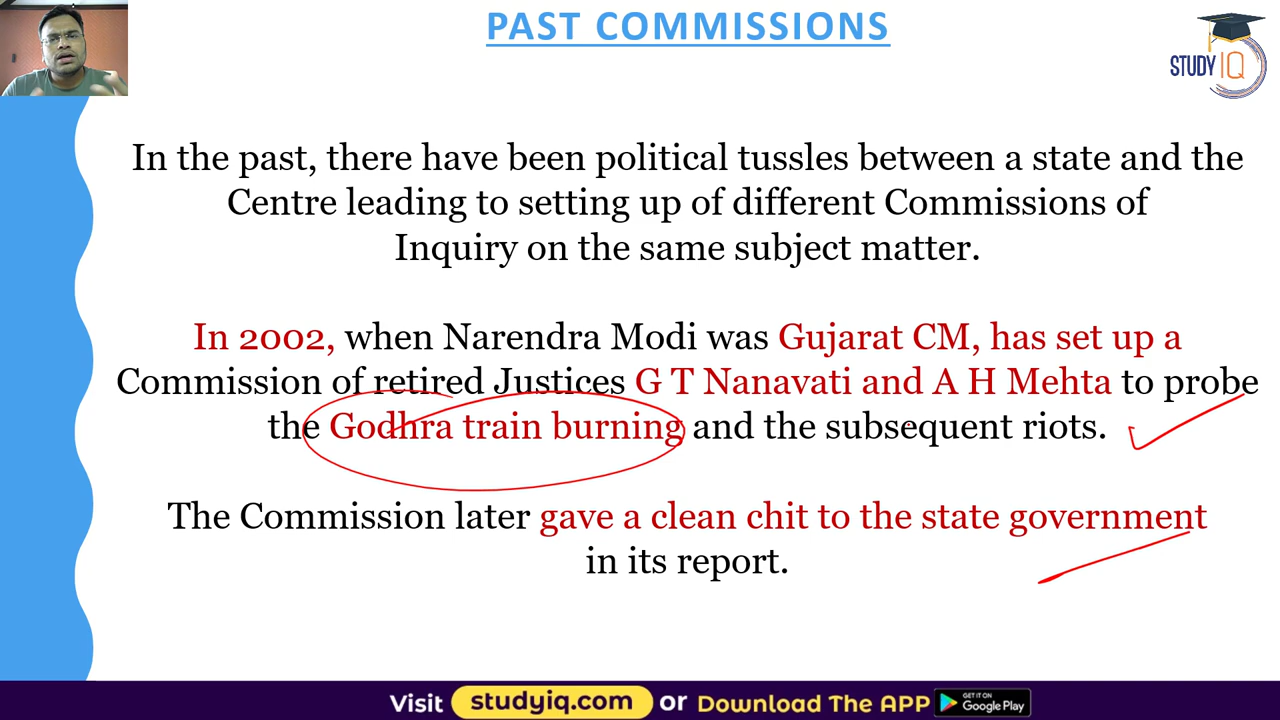 PAST COMMISSIONS
STUDY IQ
In the past, there have been political tussles between a state and the
Centre leading to setting up of different Commissions of
Inquiry on the same subject matter.
In 2002, when Narendra Modi was Gujarat CM, has set up a
Commission of retired Justices G T Nanavati and A H Mehta to probe
the Godhra train burning and the subsequent riots.
The Commission later gave a clean chit to the state government
in its report.
Visit studyiq.com or Download The APP GET IT ON Google Play